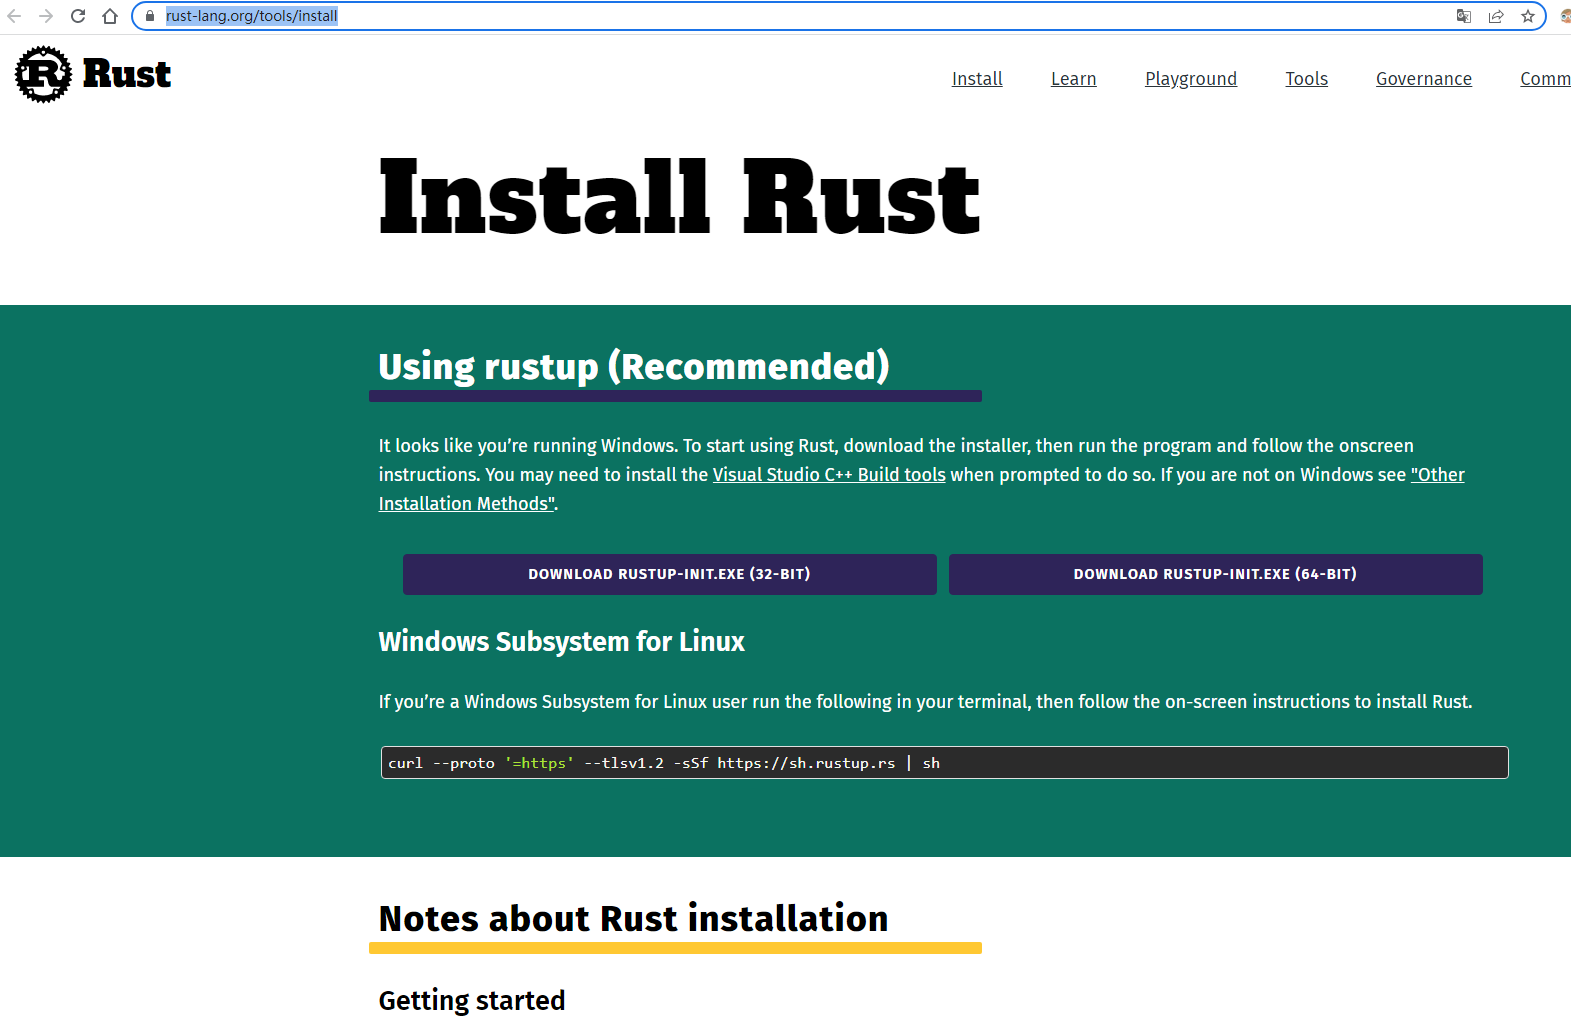 rust-lang.org/tools/install
R Rust
Install Learn Playground Tools Governance Comm
Install Rust
Using rustup (Recommended)
It looks like you’re running Windows. To start using Rust, download the installer, then run the program and follow the onscreen
instructions. You may need to install the Visual Studio C++ Build tools when prompted to do so. If you are not on Windows see "Other
Installation Methods".
DOWNLOAD RUSTUP-INIT.EXE (32-BIT) DOWNLOAD RUSTUP-INIT.EXE (64-BIT)
Windows Subsystem for Linux
If you’re a Windows Subsystem for Linux user run the following in your terminal, then follow the on-screen instructions to install Rust.
curl --proto '=https' --tlsv1.2 -sSf https://sh.rustup.rs | sh
Notes about Rust installation
Getting started